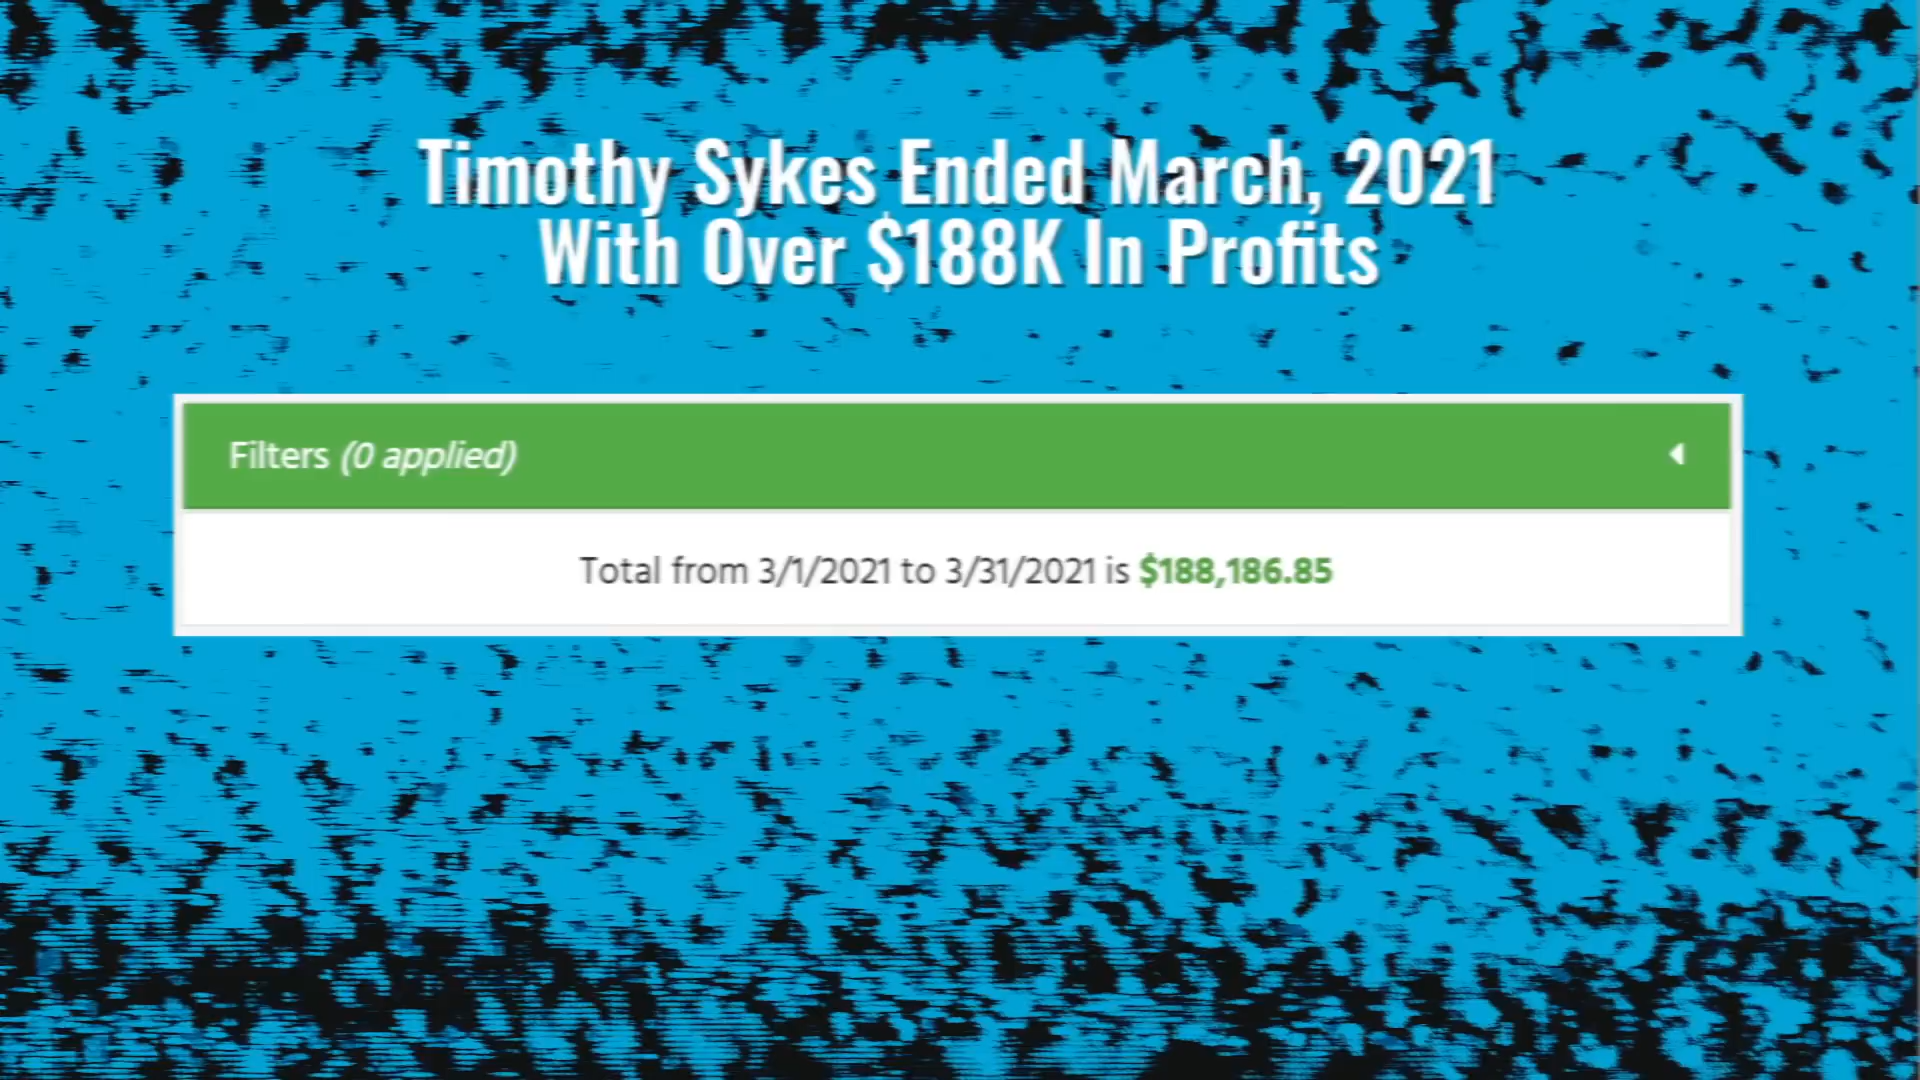 Timothy Sykes Ended March, 2021
With Over $188K In Profits
Filters (0 applied)
Total from 3/1/2021 to 3/31/2021 is $188,186.85